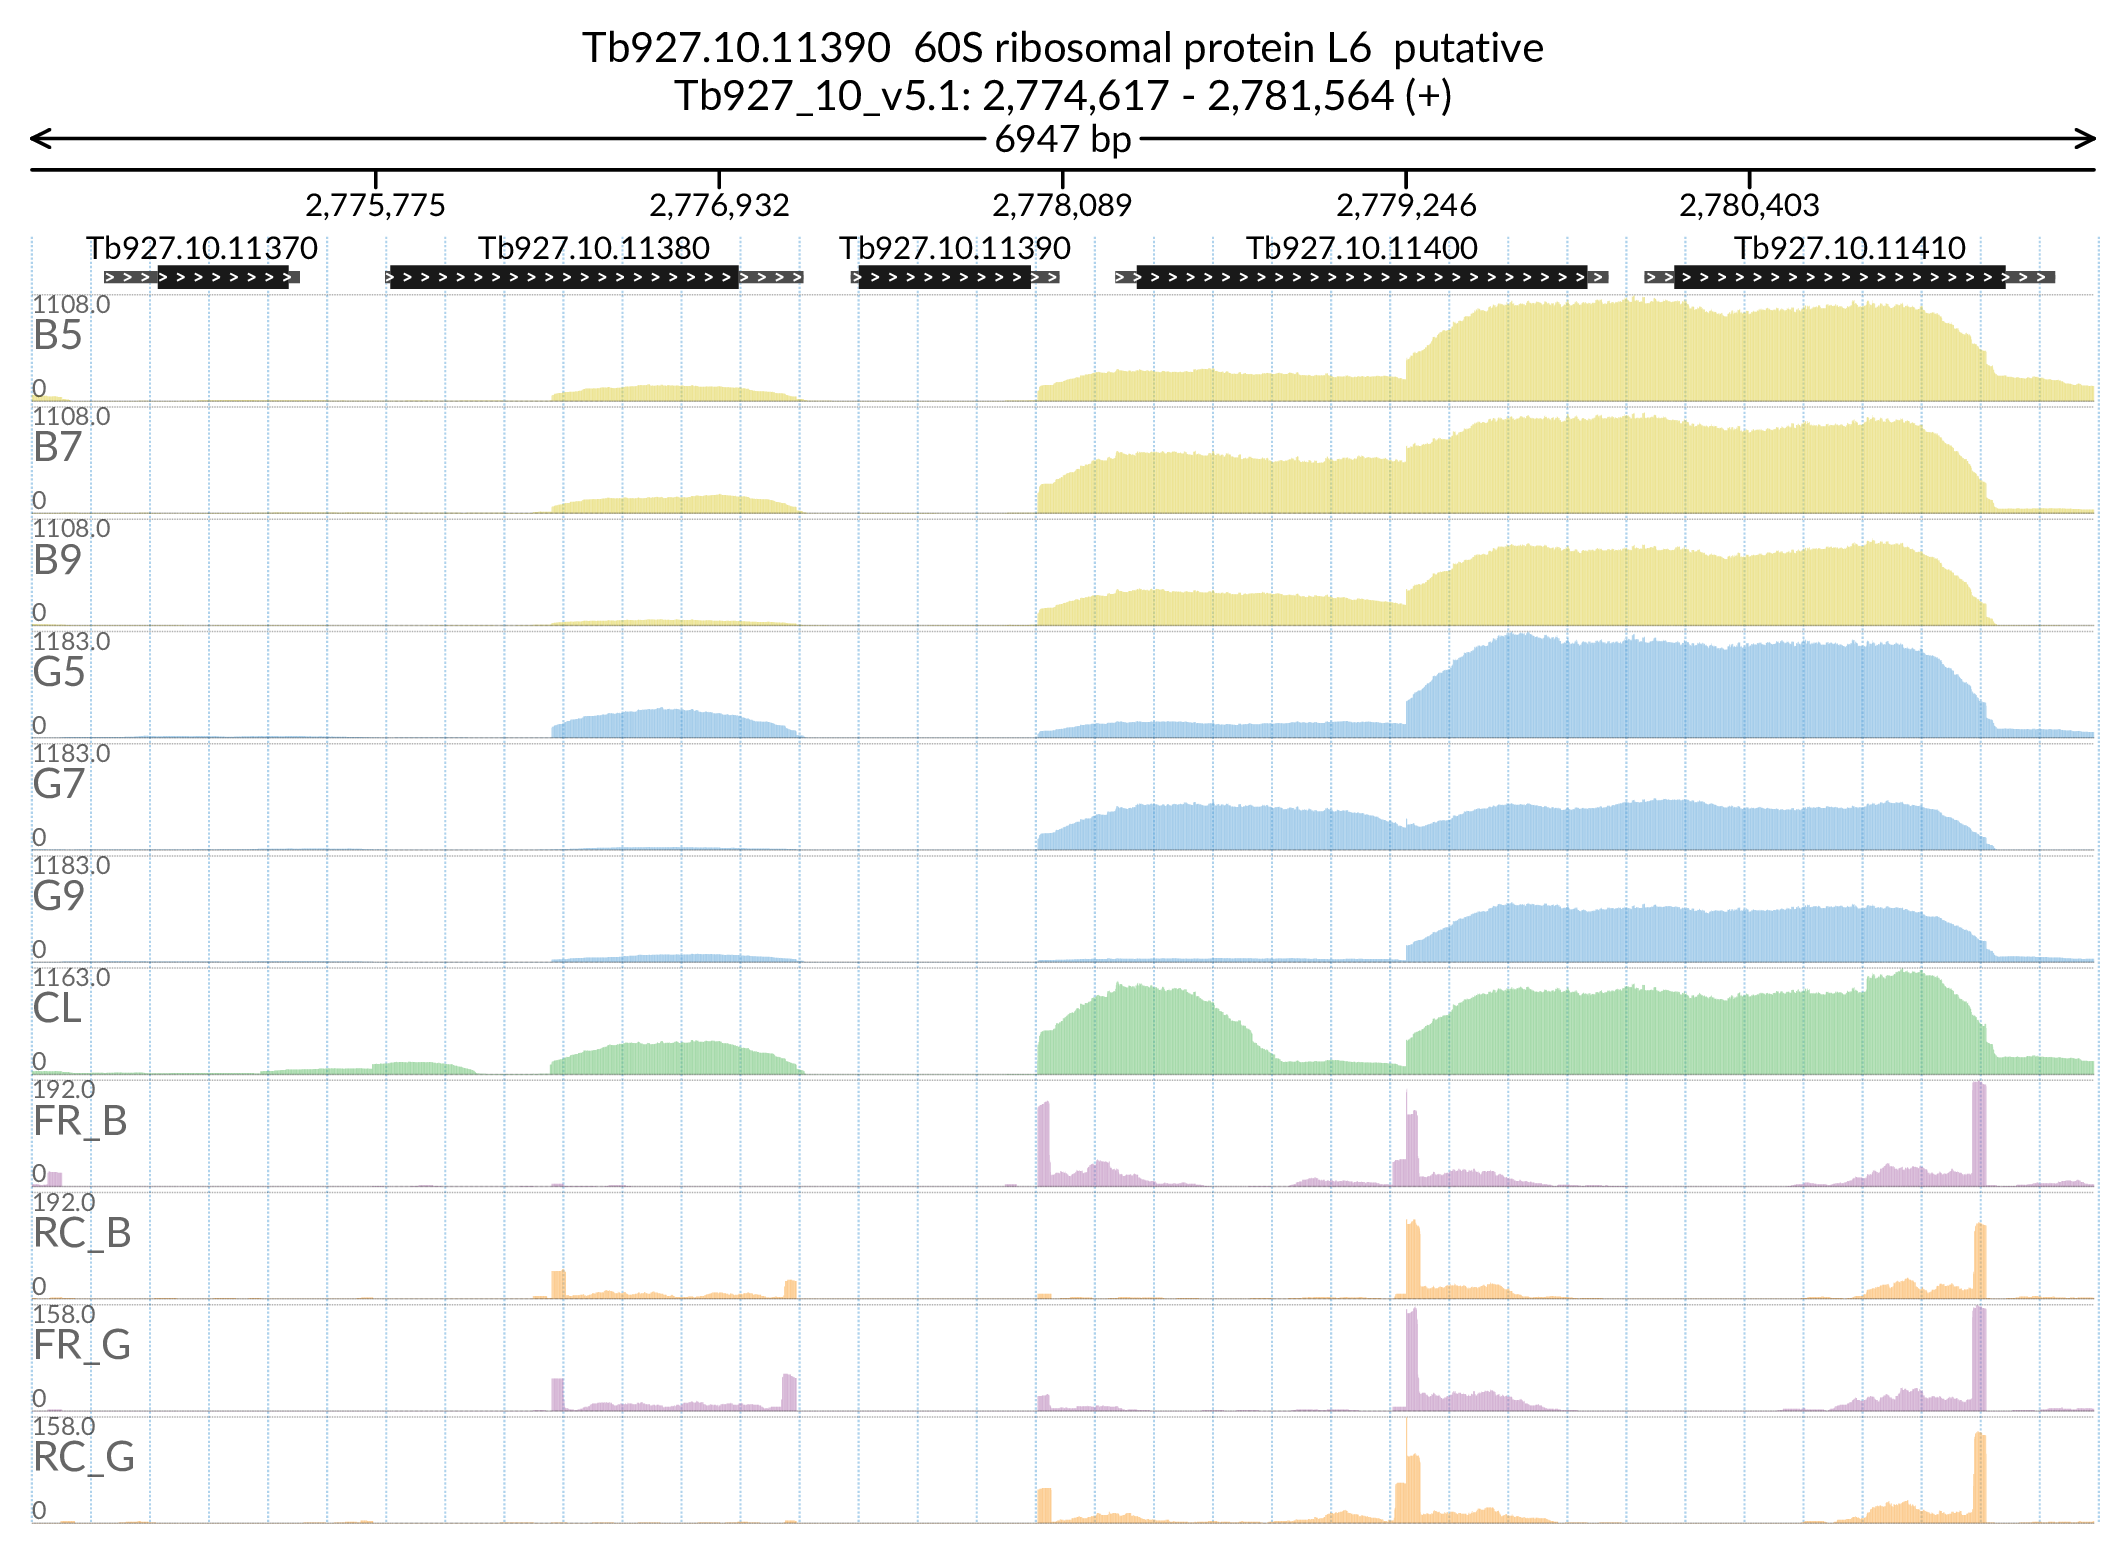 Tb927.10.11390 60S ribosomal protein L6 putative
Tb927_10_v5.1: 2,774,617 - 2,781,564 (+)
6947 bp
2,775,775 2,776,932 2,778,089 2,779,246 2,780,403
Tb927.10.11370 Tb927.10.11380 Tb927.10.11390 Tb927.10.11400 Tb927.10.11410
1108.0
B5
0
1108.0
B7
0
1108.0
B9
0
1183.0
G5
0
1183.0
G7
0
1183.0
G9
0
1163.0
CL
0
192.0
FR_B
0
192.0
RC_B
0
158.0
FR_G
0
158.0
RC_G
0